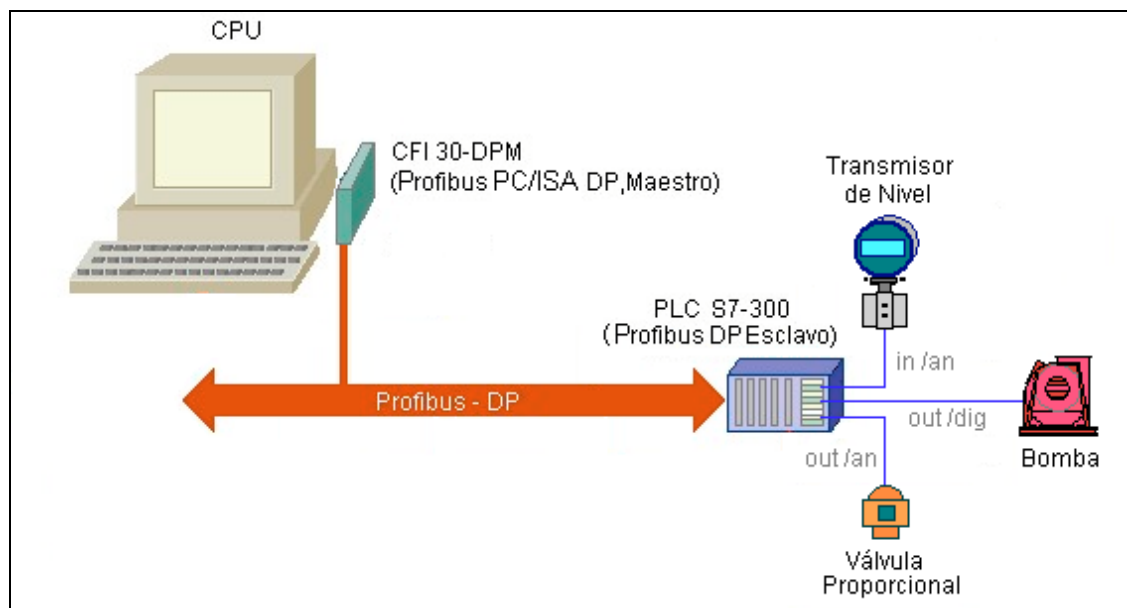 CPU
CFI 30-DPM
(Profibus PC/ISA DP,Maestro)
Transmisor
de Nivel
PLC S7-300
(Profibus DP Esclavo)
in /an
Profibus - DP
out /dig
out /an
Bomba
Válvula
Proporcional